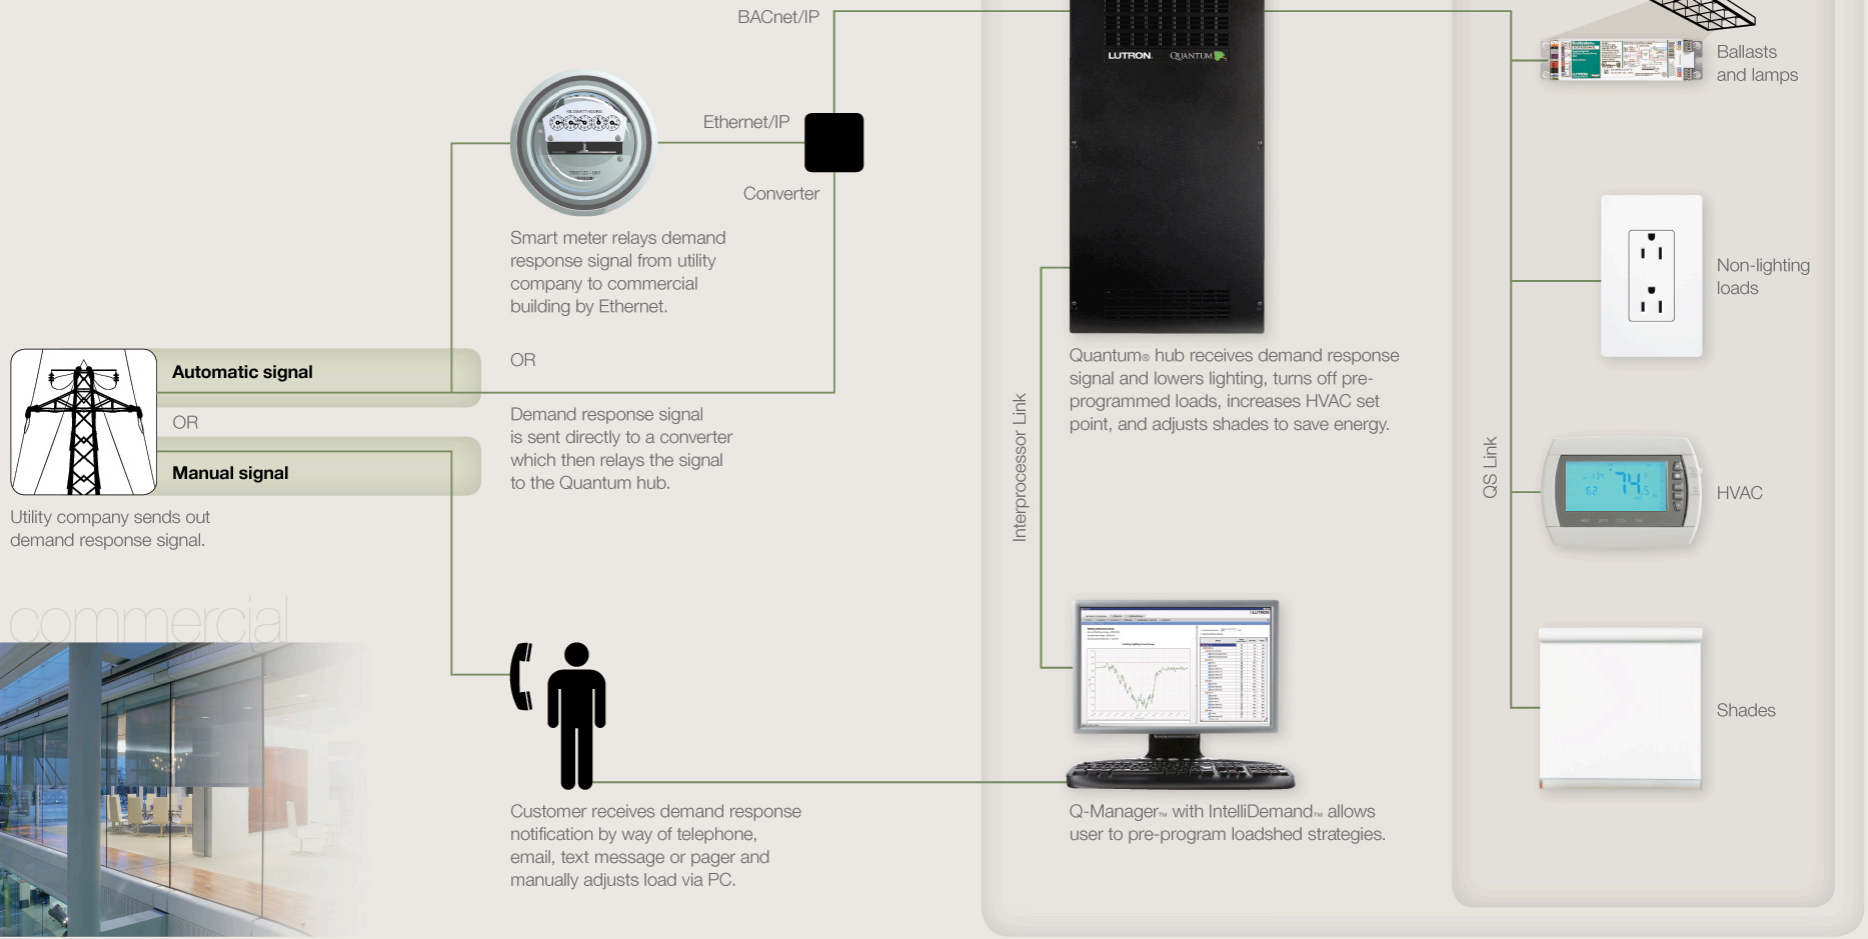 BACnet/IP
LUTRON. QUANTUM
Ballasts
and lamps
Ethernet/IP
KILOWATT HOURS
Converter
Smart meter relays demand
response signal from utility
company to commercial
building by Ethernet.
Non-lighting
loads
Automatic signal
OR
Manual signal
Utility company sends out
demand response signal.
OR
Demand response signal
is sent directly to a converter
which then relays the signal
to the Quantum hub.
Quantum® hub receives demand response
signal and lowers lighting, turns off pre-
programmed loads, increases HVAC set
point, and adjusts shades to save energy.
Interprocessor Link
QS Link
74
HVAC
commercial
LUTRON
Shades
Customer receives demand response
notification by way of telephone,
email, text message or pager and
manually adjusts load via PC.
Q-Manager™ with IntelliDemand™ allows
user to pre-program loadshed strategies.